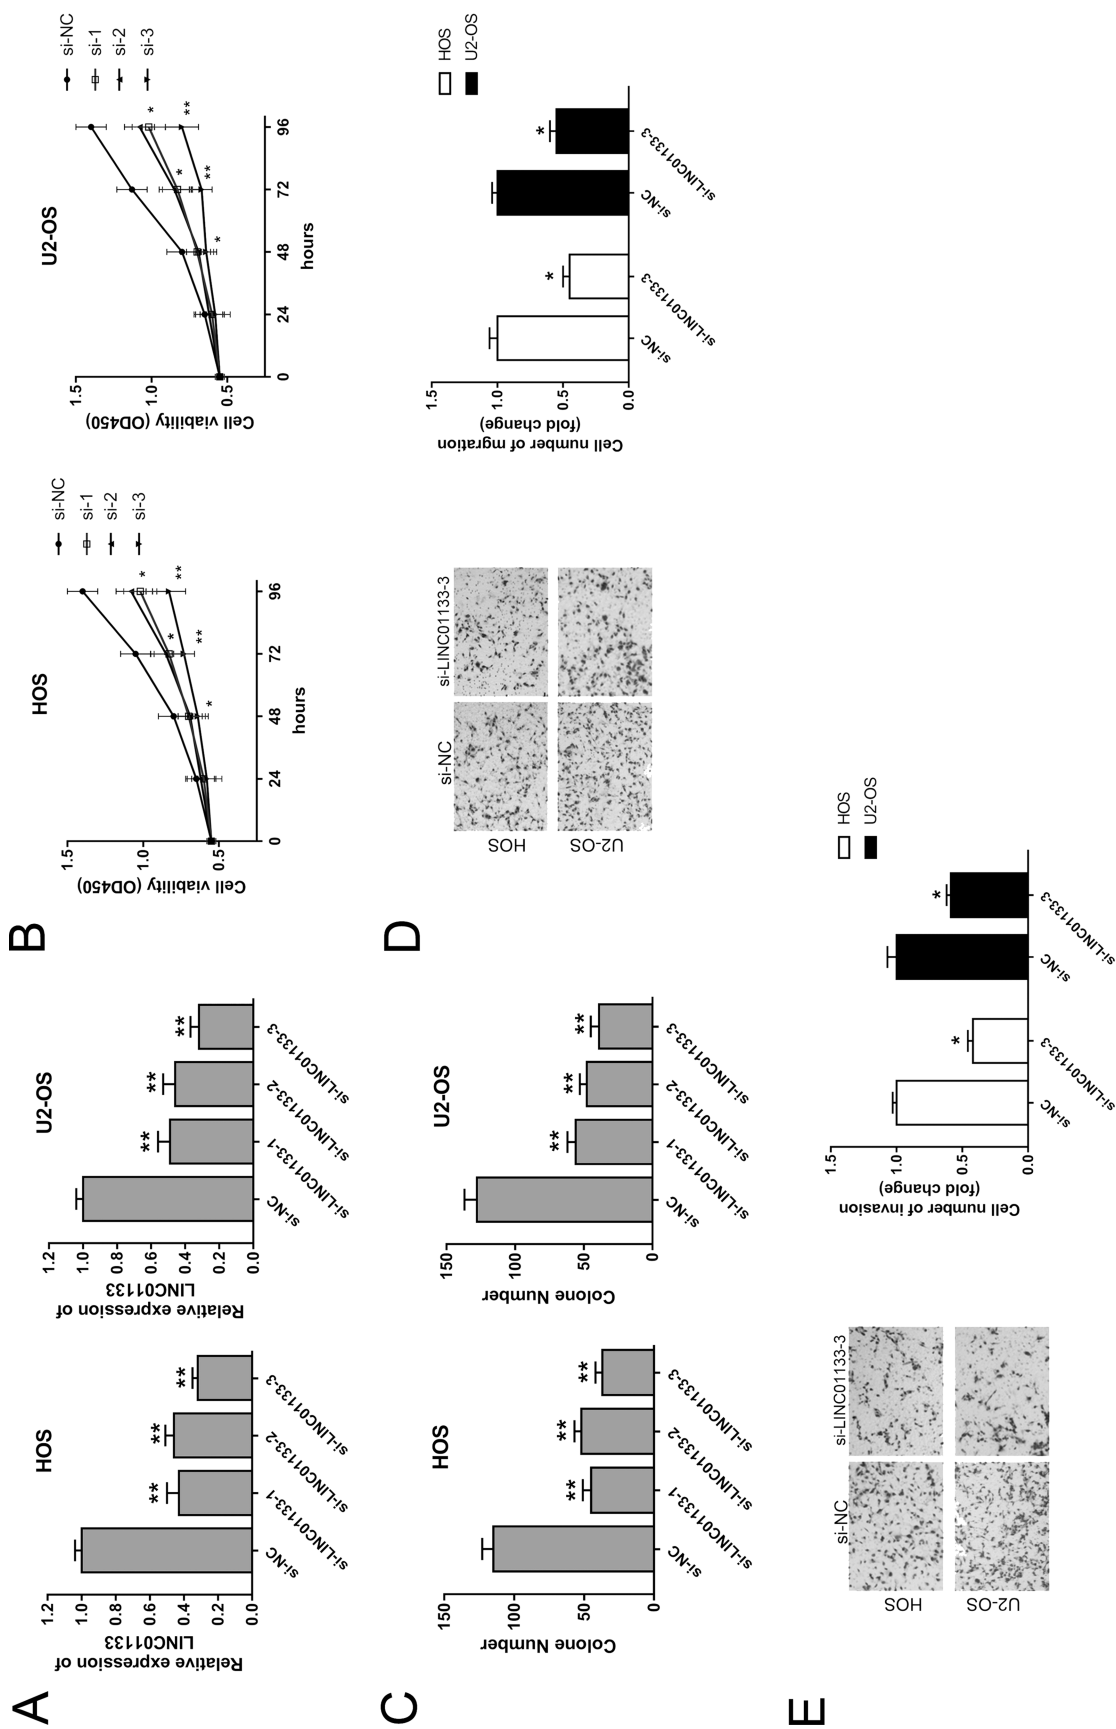 A
HOS
Relative expression of
LINC01133
1.2
1.0
0.8
0.6
0.4
0.2
0.0
**
**
**
si-NC
si-LINC01133-1
si-LINC01133-2
si-LINC01133-3
U2-OS
Relative expression of
LINC01133
1.2
1.0
0.8
0.6
0.4
0.2
0.0
**
**
**
si-NC
si-LINC01133-1
si-LINC01133-2
si-LINC01133-3
B
HOS
Cell viability (OD450)
1.5
1.0
0.5
0
24
48
72
96
hours
*
*
**
*
**
si-NC
si-1
si-2
si-3
U2-OS
Cell viability (OD450)
1.5
1.0
0.5
0
24
48
72
96
hours
*
*
**
*
**
si-NC
si-1
si-2
si-3
C
HOS
Colone Number
150
100
50
0
**
**
**
si-NC
si-LINC01133-1
si-LINC01133-2
si-LINC01133-3
U2-OS
Colone Number
150
100
50
0
**
**
**
si-NC
si-LINC01133-1
si-LINC01133-2
si-LINC01133-3
D
si-NC
si-LINC01133-3
HOS
U2-OS
Cell number of mgration
(fold change)
1.5
1.0
0.5
0.0
*
*
si-NC
si-LINC01133-3
si-NC
si-LINC01133-3
HOS
U2-OS
E
si-NC
si-LINC01133-3
HOS
U2-OS
Cell number of invasion
(fold change)
1.5
1.0
0.5
0.0
*
*
si-NC
si-LINC01133-3
si-NC
si-LINC01133-3
HOS
U2-OS